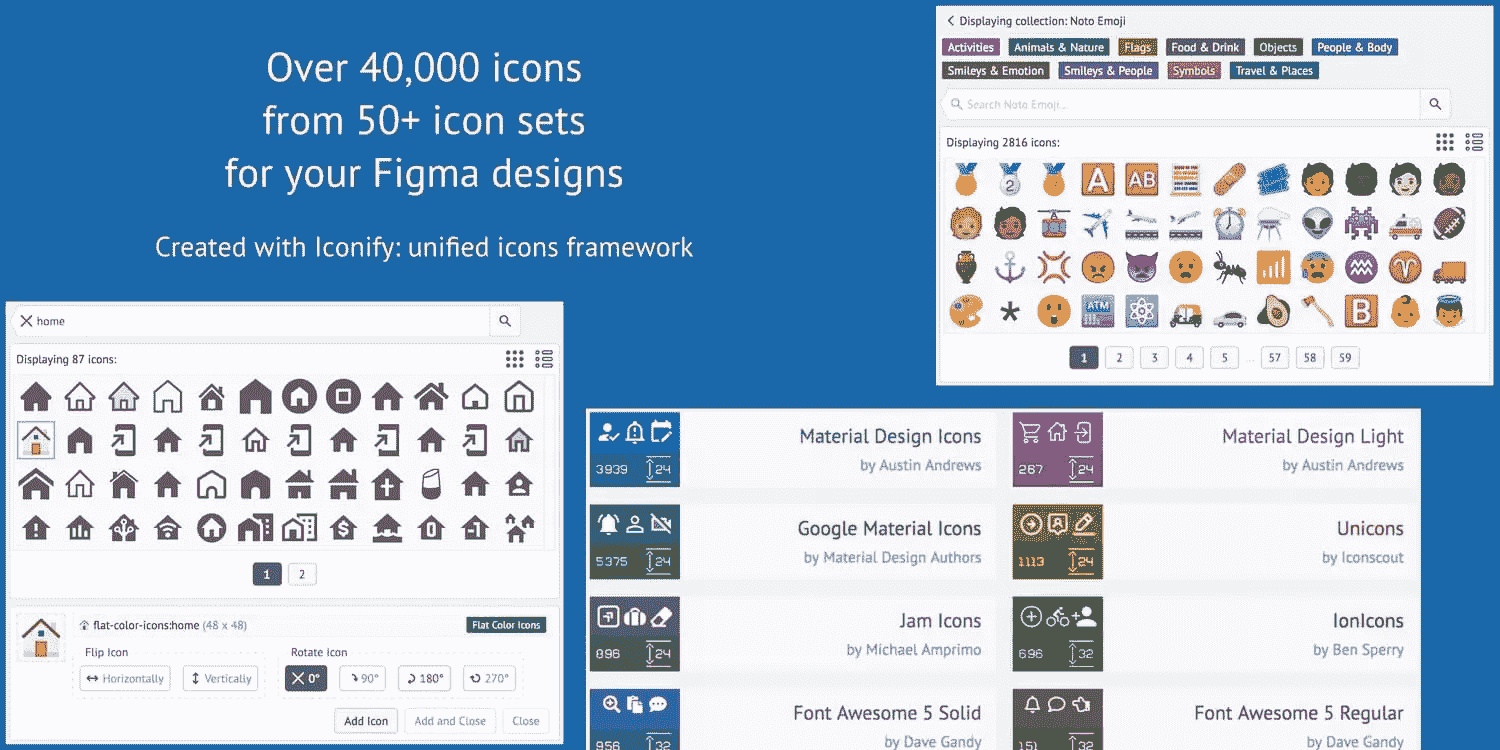 Over 40,000 icons
from 50+ icon sets
for your Figma designs
Created with Iconify: unified icons framework
Displaying collection: Noto Emoji
Activities Animals & Nature Flags Food & Drink Objects People & Body
Smileys & Emotion Smileys & People Symbols Travel & Places
Search Noto Emoji...
Displaying 2816 icons:
1 2 3 4 5 ... 57 58 59
home
Displaying 87 icons:
1 2
flat-color-icons:home (48 x 48) Flat Color Icons
Flip Icon Rotate Icon
Horizontally Vertically 0° 90° 180° 270°
Add Icon Add and Close Close
Material Design Icons
by Austin Andrews
3939 24
Material Design Light
by Austin Andrews
267 24
Google Material Icons
by Material Design Authors
5375 24
Unicons
by Iconscout
1113 24
Jam Icons
by Michael Amprimo
896 24
IonIcons
by Ben Sperry
696 32
Font Awesome 5 Solid
by Dave Gandy
956 32
Font Awesome 5 Regular
by Dave Gandy
151 32